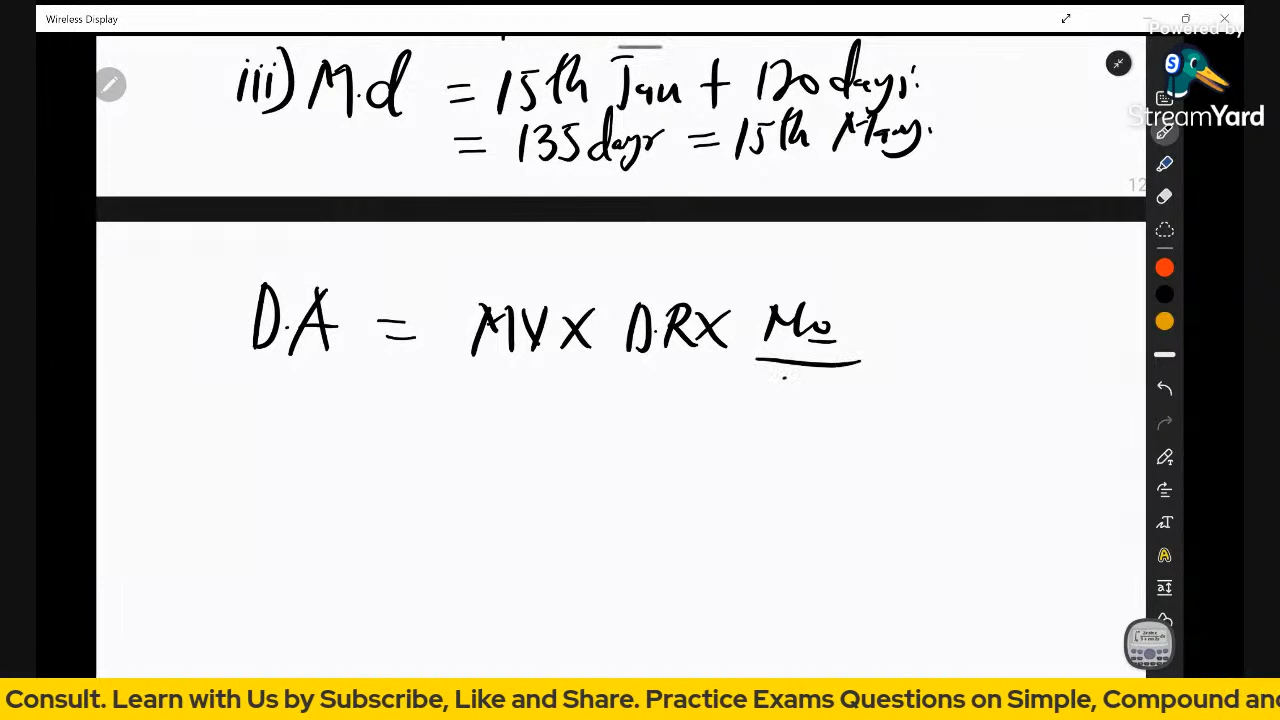 Wireless Display
Powered by
StreamYard
iii) M.d = 15th Jan + 120 days.
= 135 days = 15th May.
12
D.A = MV X D.R X Mo
Consult. Learn with Us by Subscribe, Like and Share. Practice Exams Questions on Simple, Compound and